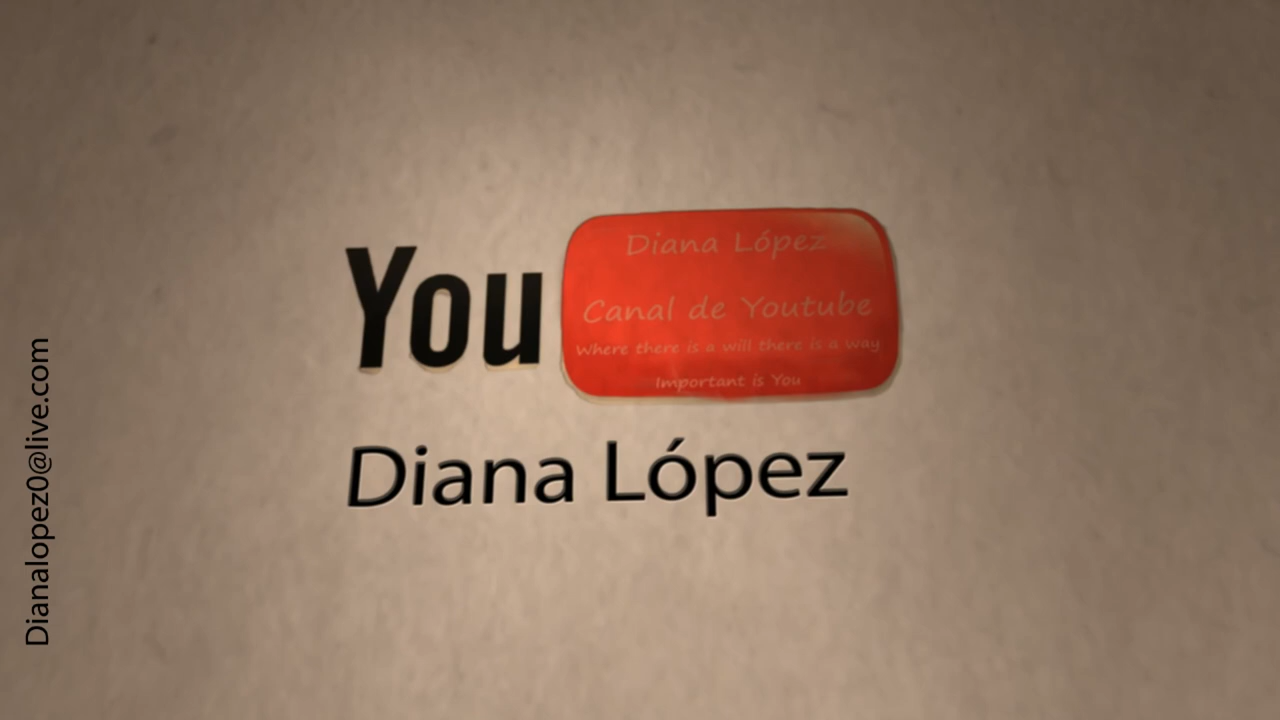 You
Diana López
Canal de Youtube
Where there is a will there is a way
Important is You
Diana López
Dianalopez0@live.com